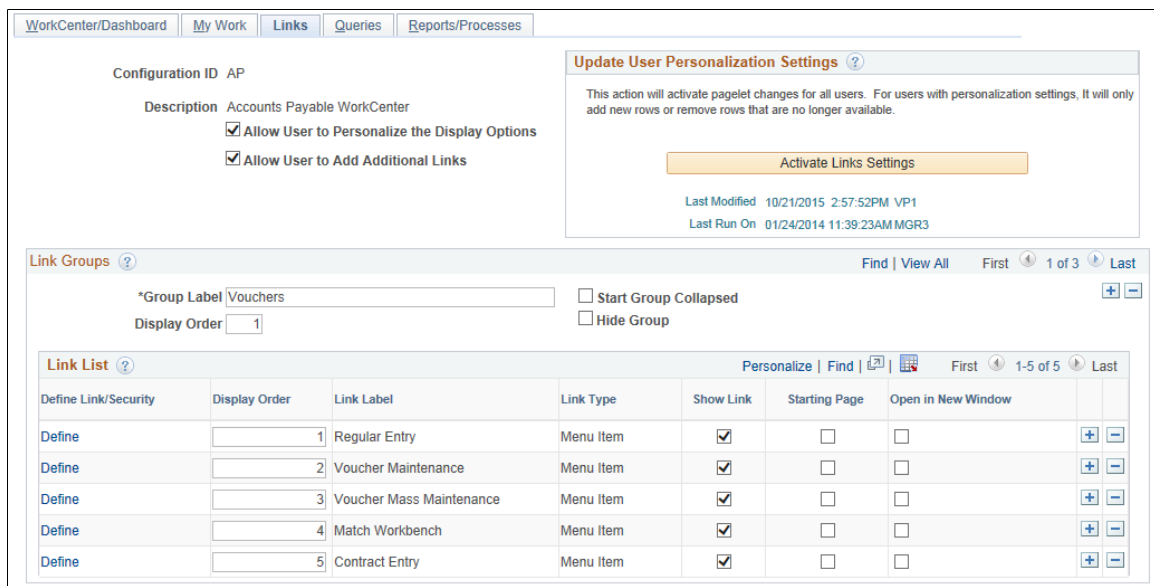 WorkCenter/Dashboard My Work Links Queries Reports/Processes
Configuration ID AP
Description Accounts Payable WorkCenter
Allow User to Personalize the Display Options
Allow User to Add Additional Links
Update User Personalization Settings ?
This action will activate pagelet changes for all users. For users with personalization settings, It will only
add new rows or remove rows that are no longer available.
Activate Links Settings
Last Modified 10/21/2015 2:57:52PM VP1
Last Run On 01/24/2014 11:39:23AM MGR3
Link Groups ? Find | View All First 1 of 3 Last
*Group Label Vouchers Start Group Collapsed + -
Display Order 1 Hide Group
Link List ? Personalize | Find | | First 1-5 of 5 Last
Define Link/Security Display Order Link Label Link Type Show Link Starting Page Open in New Window
Define 1 Regular Entry Menu Item + -
Define 2 Voucher Maintenance Menu Item + -
Define 3 Voucher Mass Maintenance Menu Item + -
Define 4 Match Workbench Menu Item + -
Define 5 Contract Entry Menu Item + -